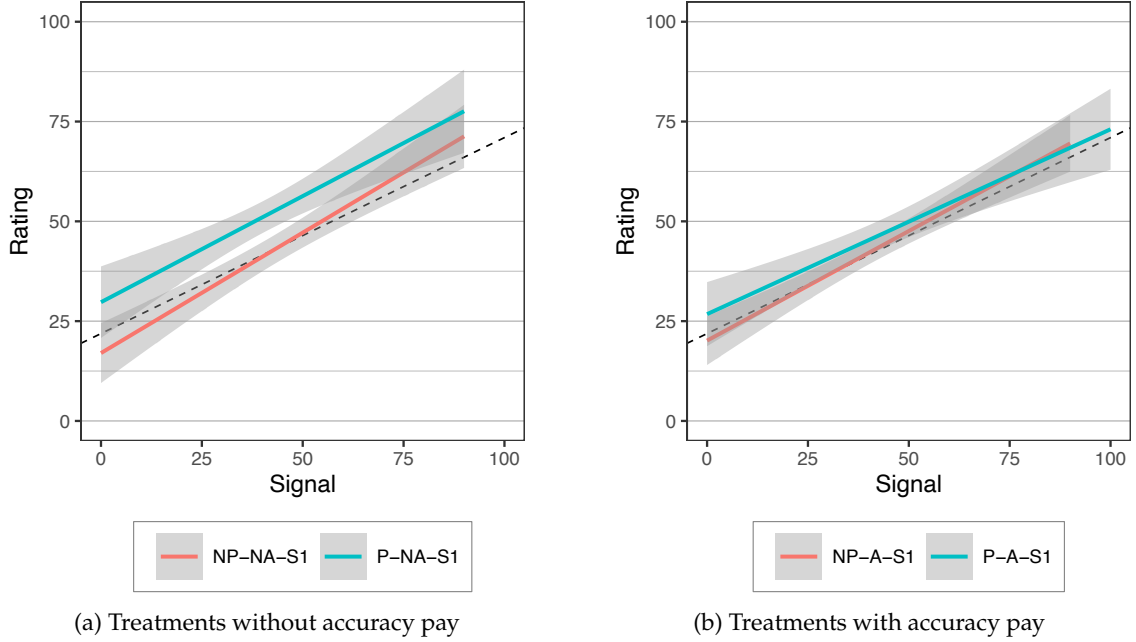 100
75
50
25
0
Rating
0 25 50 75 100
Signal
NP−NA−S1 P−NA−S1
(a) Treatments without accuracy pay
100
75
50
25
0
Rating
0 25 50 75 100
Signal
NP−A−S1 P−A−S1
(b) Treatments with accuracy pay